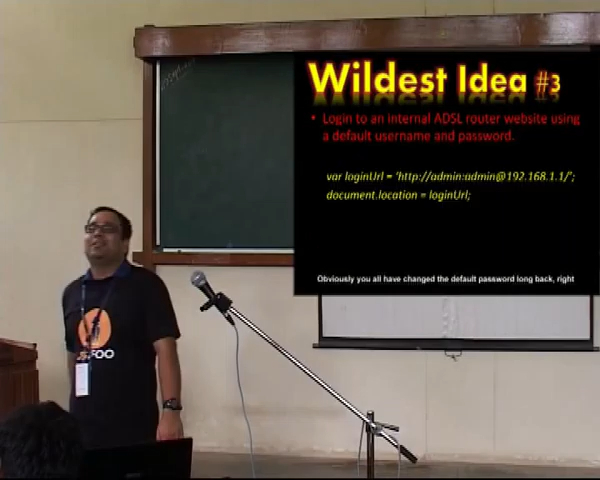 Wildest Idea #3
• Login to an internal ADSL router website using
a default username and password.
var loginUrl = 'http://admin:admin@192.168.1.1/';
document.location = loginUrl;
Obviously you all have changed the default password long back, right
FOO